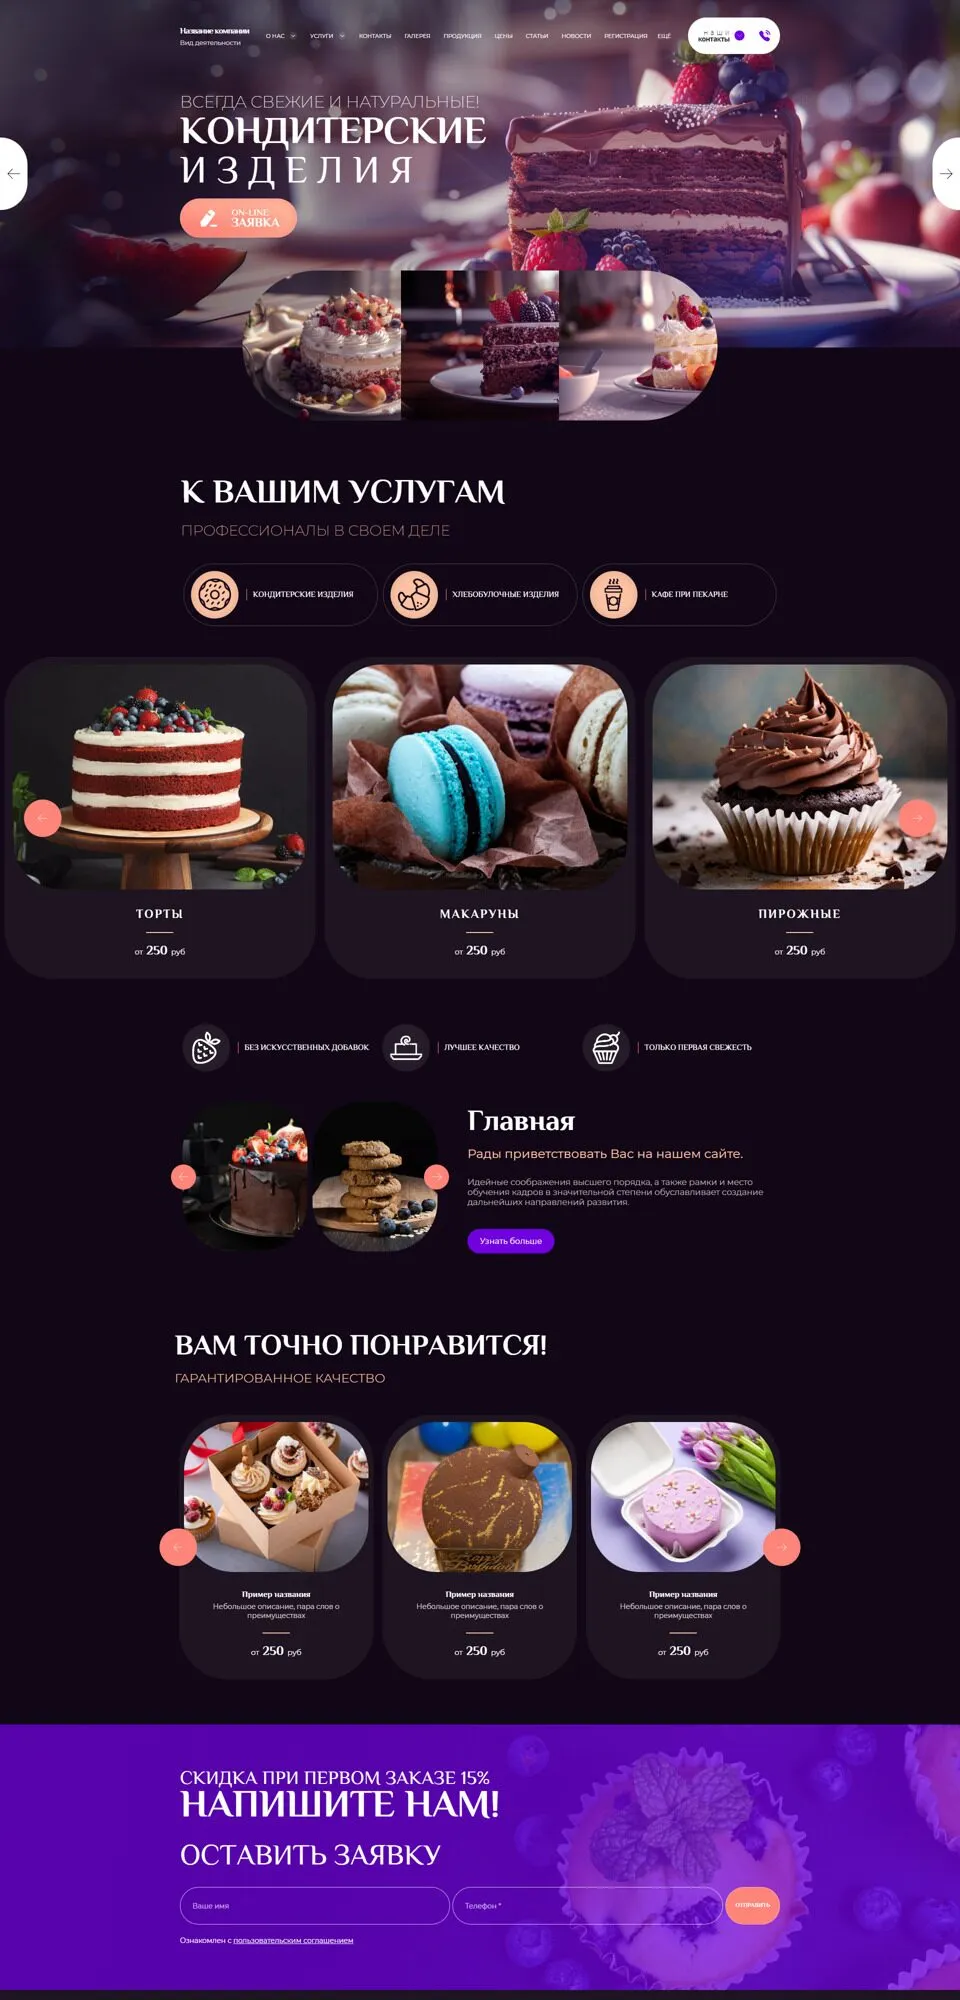 Название компании
Вид деятельности
О НАС
УСЛУГИ
КОНТАКТЫ
ГАЛЕРЕЯ
ПРОДУКЦИЯ
ЦЕНЫ
СТАТЬИ
НОВОСТИ
РЕГИСТРАЦИЯ
ЕЩЁ
НАШИ
контакты
ВСЕГДА СВЕЖИЕ И НАТУРАЛЬНЫЕ!
КОНДИТЕРСКИЕ
ИЗДЕЛИЯ
ON-LINE
ЗАЯВКА
К ВАШИМ УСЛУГАМ
ПРОФЕССИОНАЛЫ В СВОЕМ ДЕЛЕ
КОНДИТЕРСКИЕ ИЗДЕЛИЯ
ХЛЕБОБУЛОЧНЫЕ ИЗДЕЛИЯ
КАФЕ ПРИ ПЕКАРНЕ
ТОРТЫ
от 250 руб
МАКАРУНЫ
от 250 руб
ПИРОЖНЫЕ
от 250 руб
БЕЗ ИСКУССТВЕННЫХ ДОБАВОК
ЛУЧШЕЕ КАЧЕСТВО
ТОЛЬКО ПЕРВАЯ СВЕЖЕСТЬ
Главная
Рады приветствовать Вас на нашем сайте.
Идейные соображения высшего порядка, а также рамки и место
обучения кадров в значительной степени обуславливает создание
дальнейших направлений развития.
Узнать больше
ВАМ ТОЧНО ПОНРАВИТСЯ!
ГАРАНТИРОВАННОЕ КАЧЕСТВО
Happy
Birthday
Пример названия
Небольшое описание, пара слов о
преимуществах
от 250 руб
Пример названия
Небольшое описание, пара слов о
преимуществах
от 250 руб
Пример названия
Небольшое описание, пара слов о
преимуществах
от 250 руб
СКИДКА ПРИ ПЕРВОМ ЗАКАЗЕ 15%
НАПИШИТЕ НАМ!
ОСТАВИТЬ ЗАЯВКУ
Ваше имя
Телефон *
ОТПРАВИТЬ
Ознакомлен с пользовательским соглашением